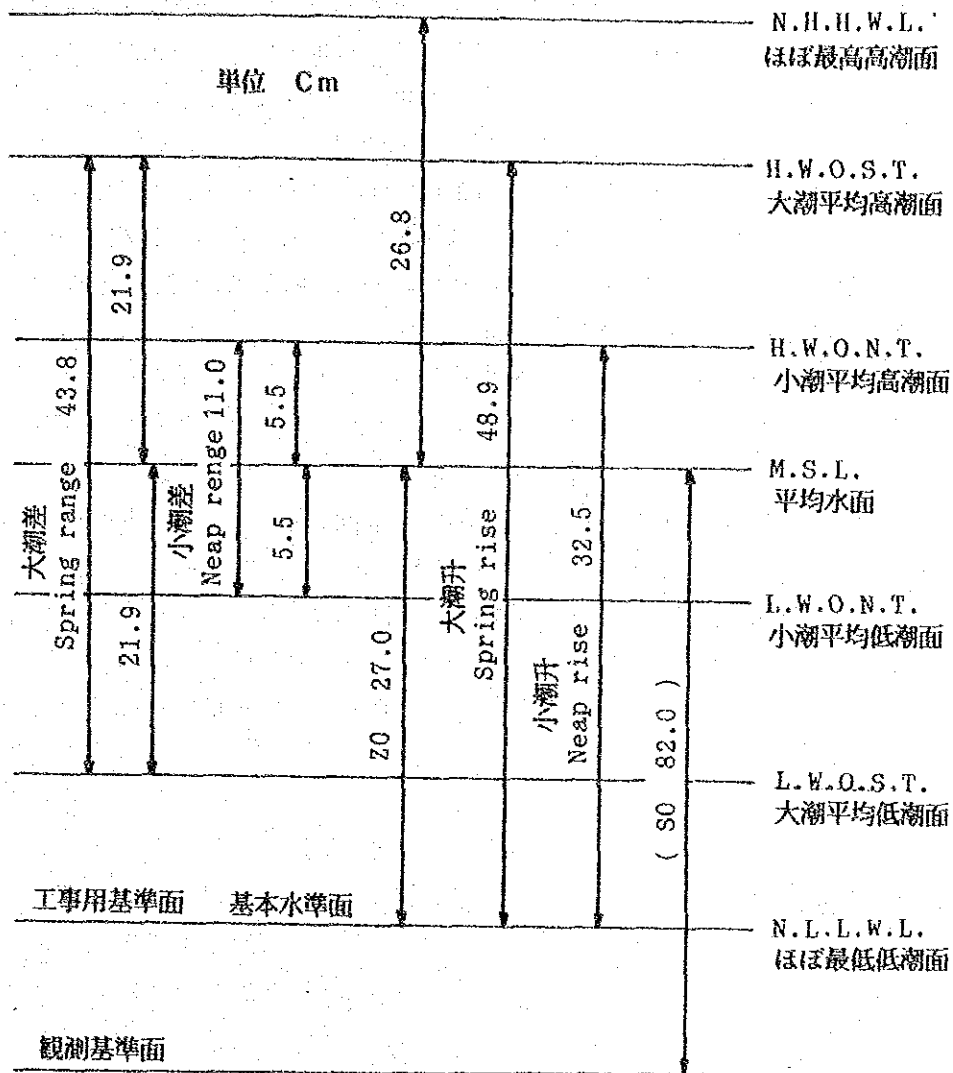 N.H.H.W.L.
ほぼ最高高潮面
単位 Cm
H.W.O.S.T.
大潮平均高潮面
26.8
21.9
H.W.O.N.T.
小潮平均高潮面
43.8
Neap renge 11.0
小潮差
5.5
48.9
M.S.L.
平均水面
大潮差
Spring range
5.5
32.5
大潮升
Spring rise
L.W.O.N.T.
小潮平均低潮面
21.9
Z0 27.0
小潮升
Neap rise
( S0 82.0 )
L.W.O.S.T.
大潮平均低潮面
工事用基準面 基本水準面
N.L.L.W.L.
ほぼ最低低潮面
観測基準面